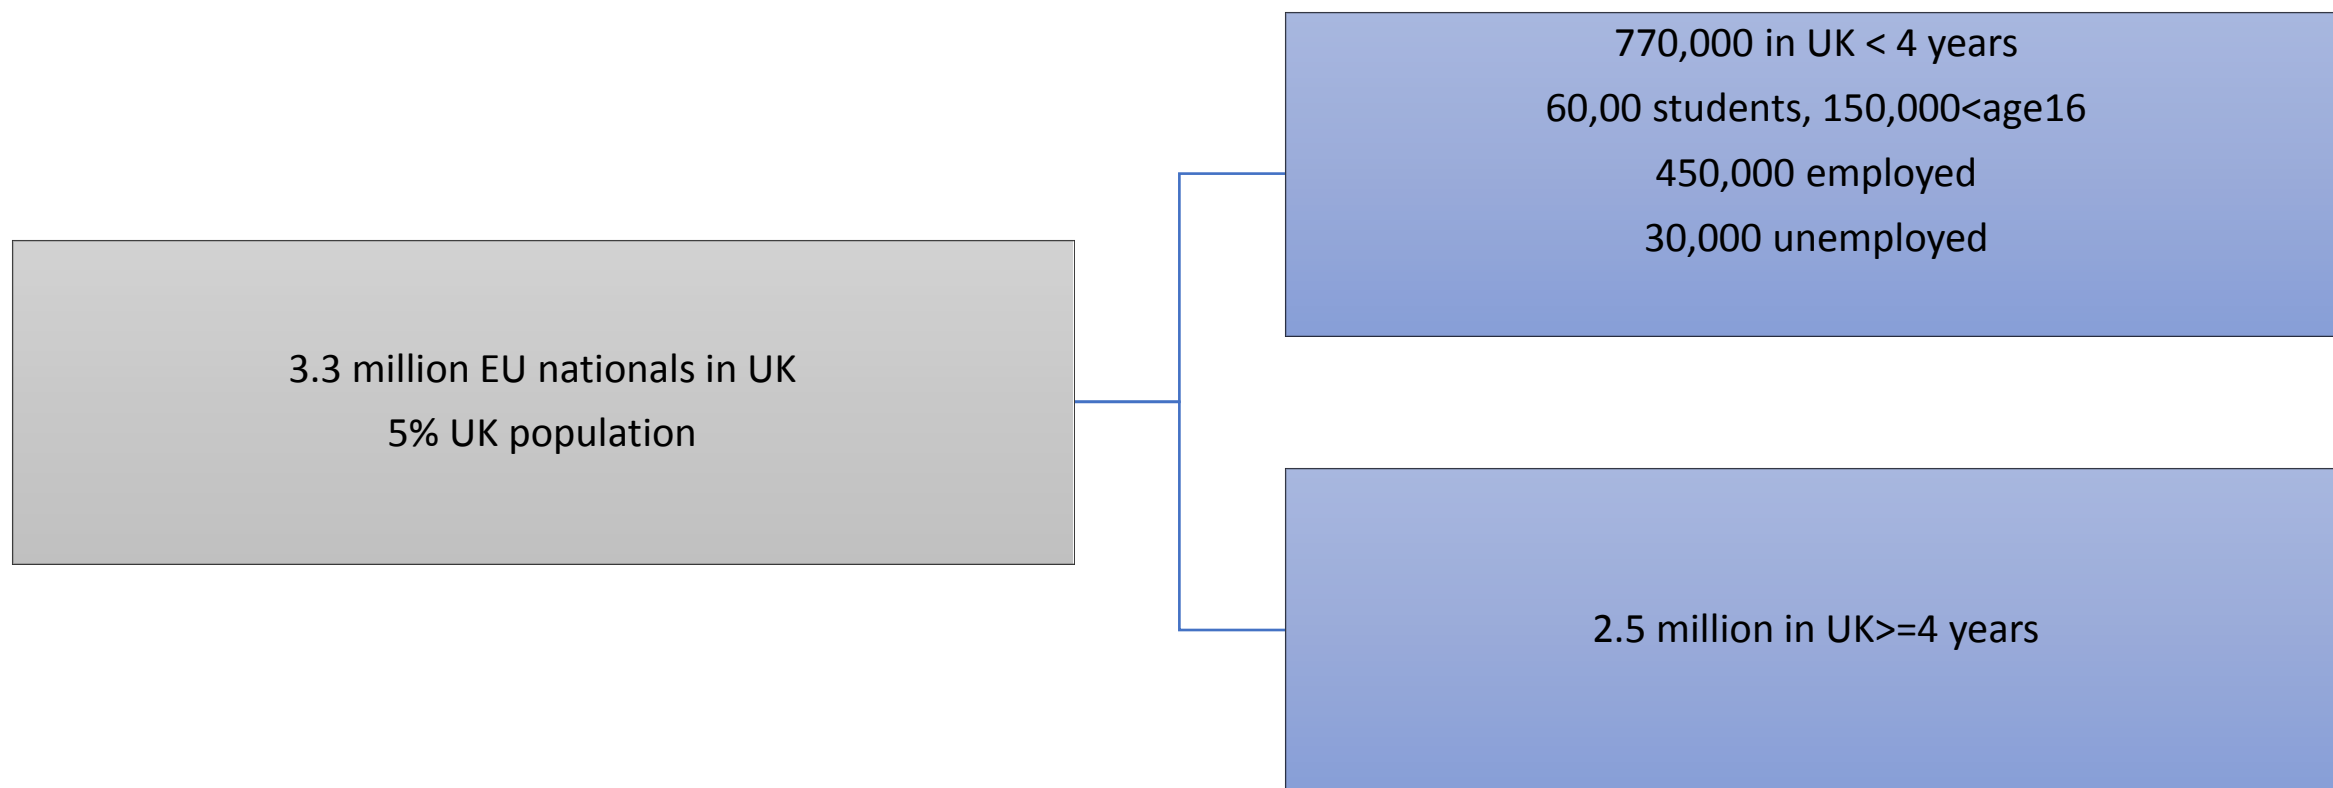 3.3 million EU nationals in UK
5% UK population
770,000 in UK < 4 years
60,00 students, 150,000<age16
450,000 employed
30,000 unemployed
2.5 million in UK>=4 years